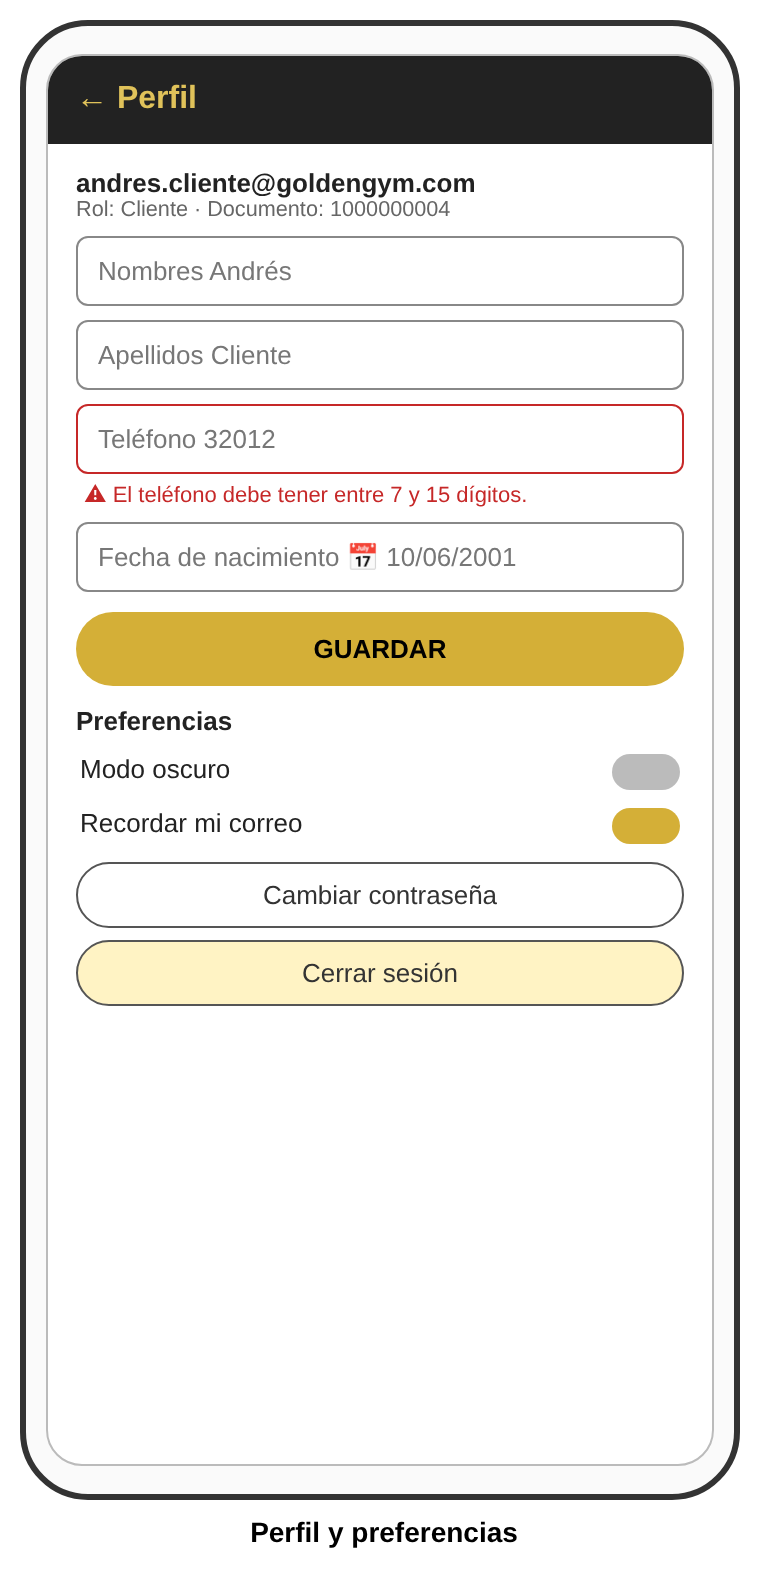 ← Perfil
andres.cliente@goldengym.com
Rol: Cliente · Documento: 1000000004
Nombres Andrés
Apellidos Cliente
Teléfono 32012
⚠ El teléfono debe tener entre 7 y 15 dígitos.
Fecha de nacimiento 📅 10/06/2001
GUARDAR
Preferencias
Modo oscuro
Recordar mi correo
Cambiar contraseña
Cerrar sesión
Perfil y preferencias